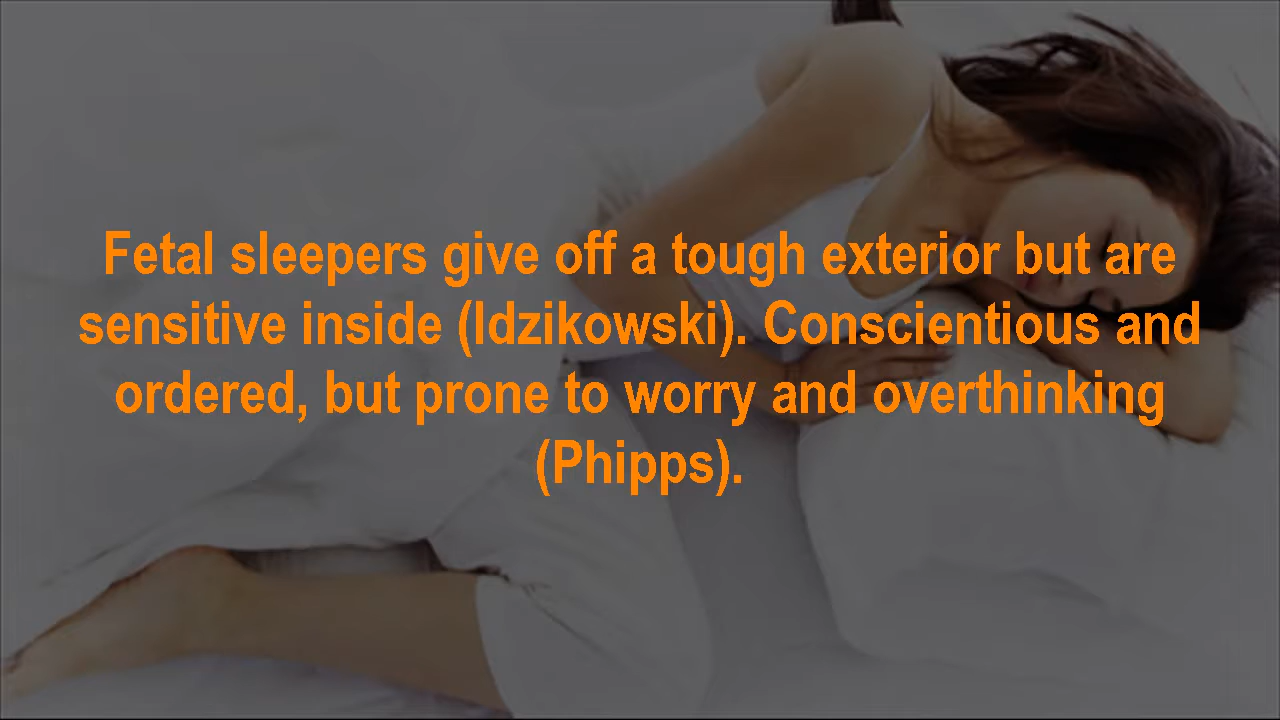 Fetal sleepers give off a tough exterior but are
sensitive inside (Idzikowski). Conscientious and
ordered, but prone to worry and overthinking
(Phipps).